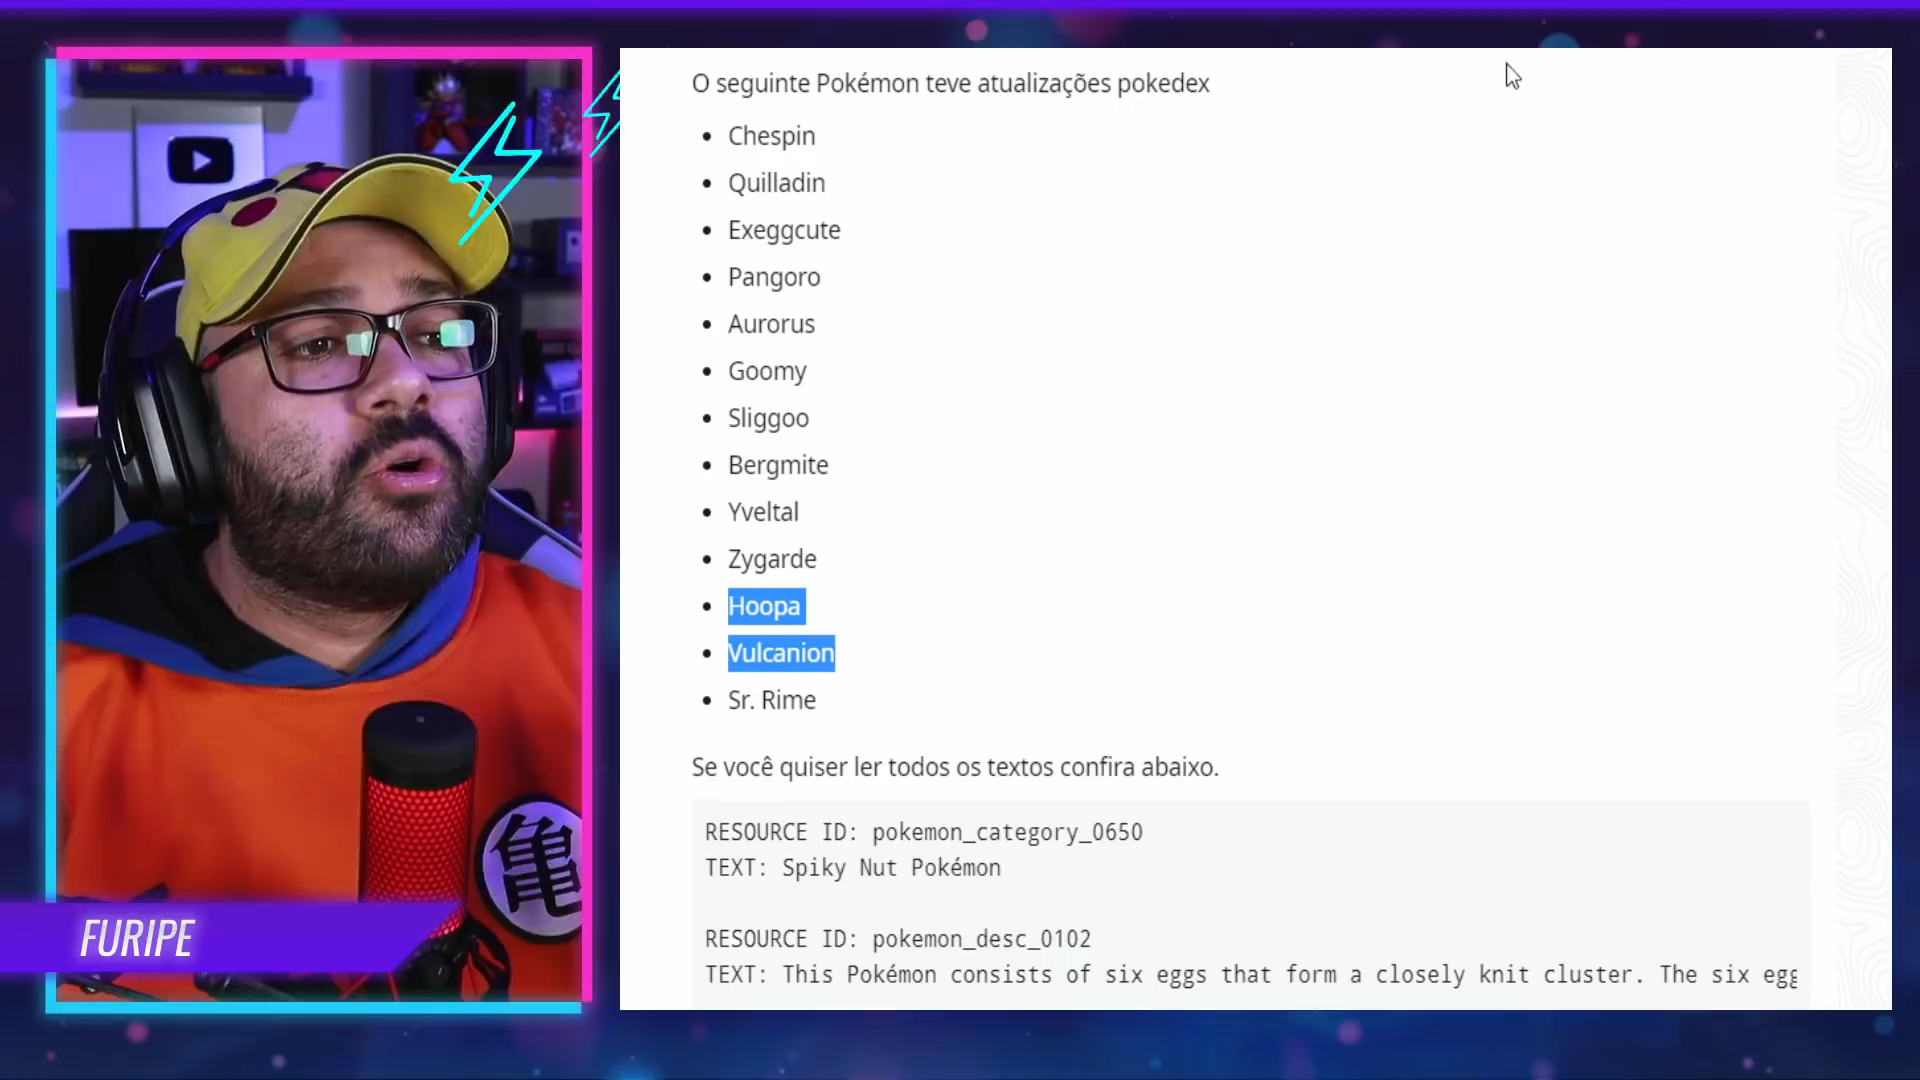 O seguinte Pokémon teve atualizações pokedex
• Chespin
• Quilladin
• Exeggcute
• Pangoro
• Aurorus
• Goomy
• Sliggoo
• Bergmite
• Yveltal
• Zygarde
• Hoopa
• Vulcanion
• Sr. Rime
Se você quiser ler todos os textos confira abaixo.
RESOURCE ID: pokemon_category_0650
TEXT: Spiky Nut Pokémon
RESOURCE ID: pokemon_desc_0102
TEXT: This Pokémon consists of six eggs that form a closely knit cluster. The six egg
亀
FURIPE